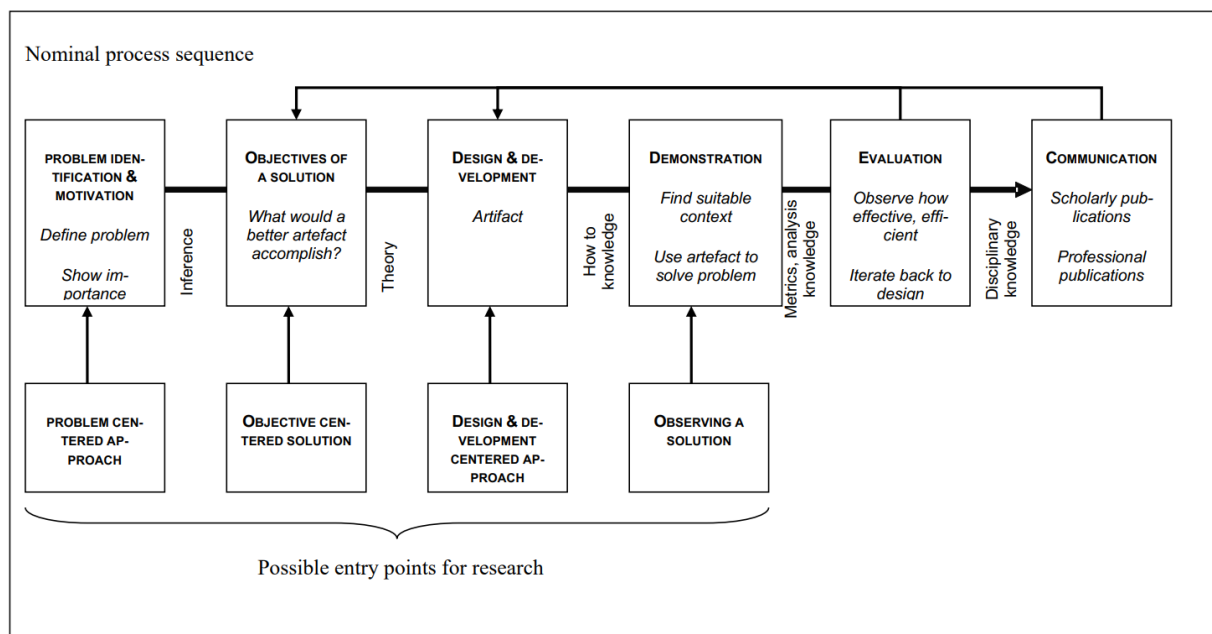 Nominal process sequence
PROBLEM IDEN-
TIFICATION &
MOTIVATION
Define problem
Show im-
portance
Inference
OBJECTIVES OF
A SOLUTION
What would a
better artefact
accomplish?
Theory
DESIGN & DE-
VELOPMENT
Artifact
How to
knowledge
DEMONSTRATION
Find suitable
context
Use artefact to
solve problem
Metrics, analysis
knowledge
EVALUATION
Observe how
effective, effi-
cient
Iterate back to
design
Disciplinary
knowledge
COMMUNICATION
Scholarly pub-
lications
Professional
publications
PROBLEM CEN-
TERED AP-
PROACH
OBJECTIVE CEN-
TERED SOLUTION
DESIGN & DE-
VELOPMENT
CENTERED AP-
PROACH
OBSERVING A
SOLUTION
Possible entry points for research